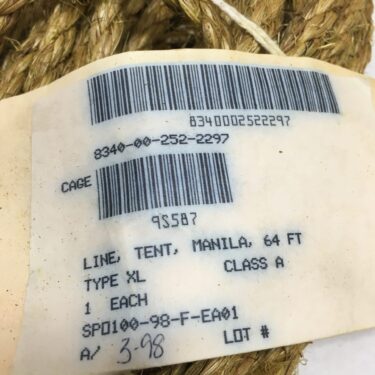 8340002522297
8340-00-252-2297
CAGE
9S5B7
LINE, TENT, MANILA, 64 FT
TYPE XL CLASS A
1 EACH
SPO100-98-F-EA01
A/ 3-98 LOT #